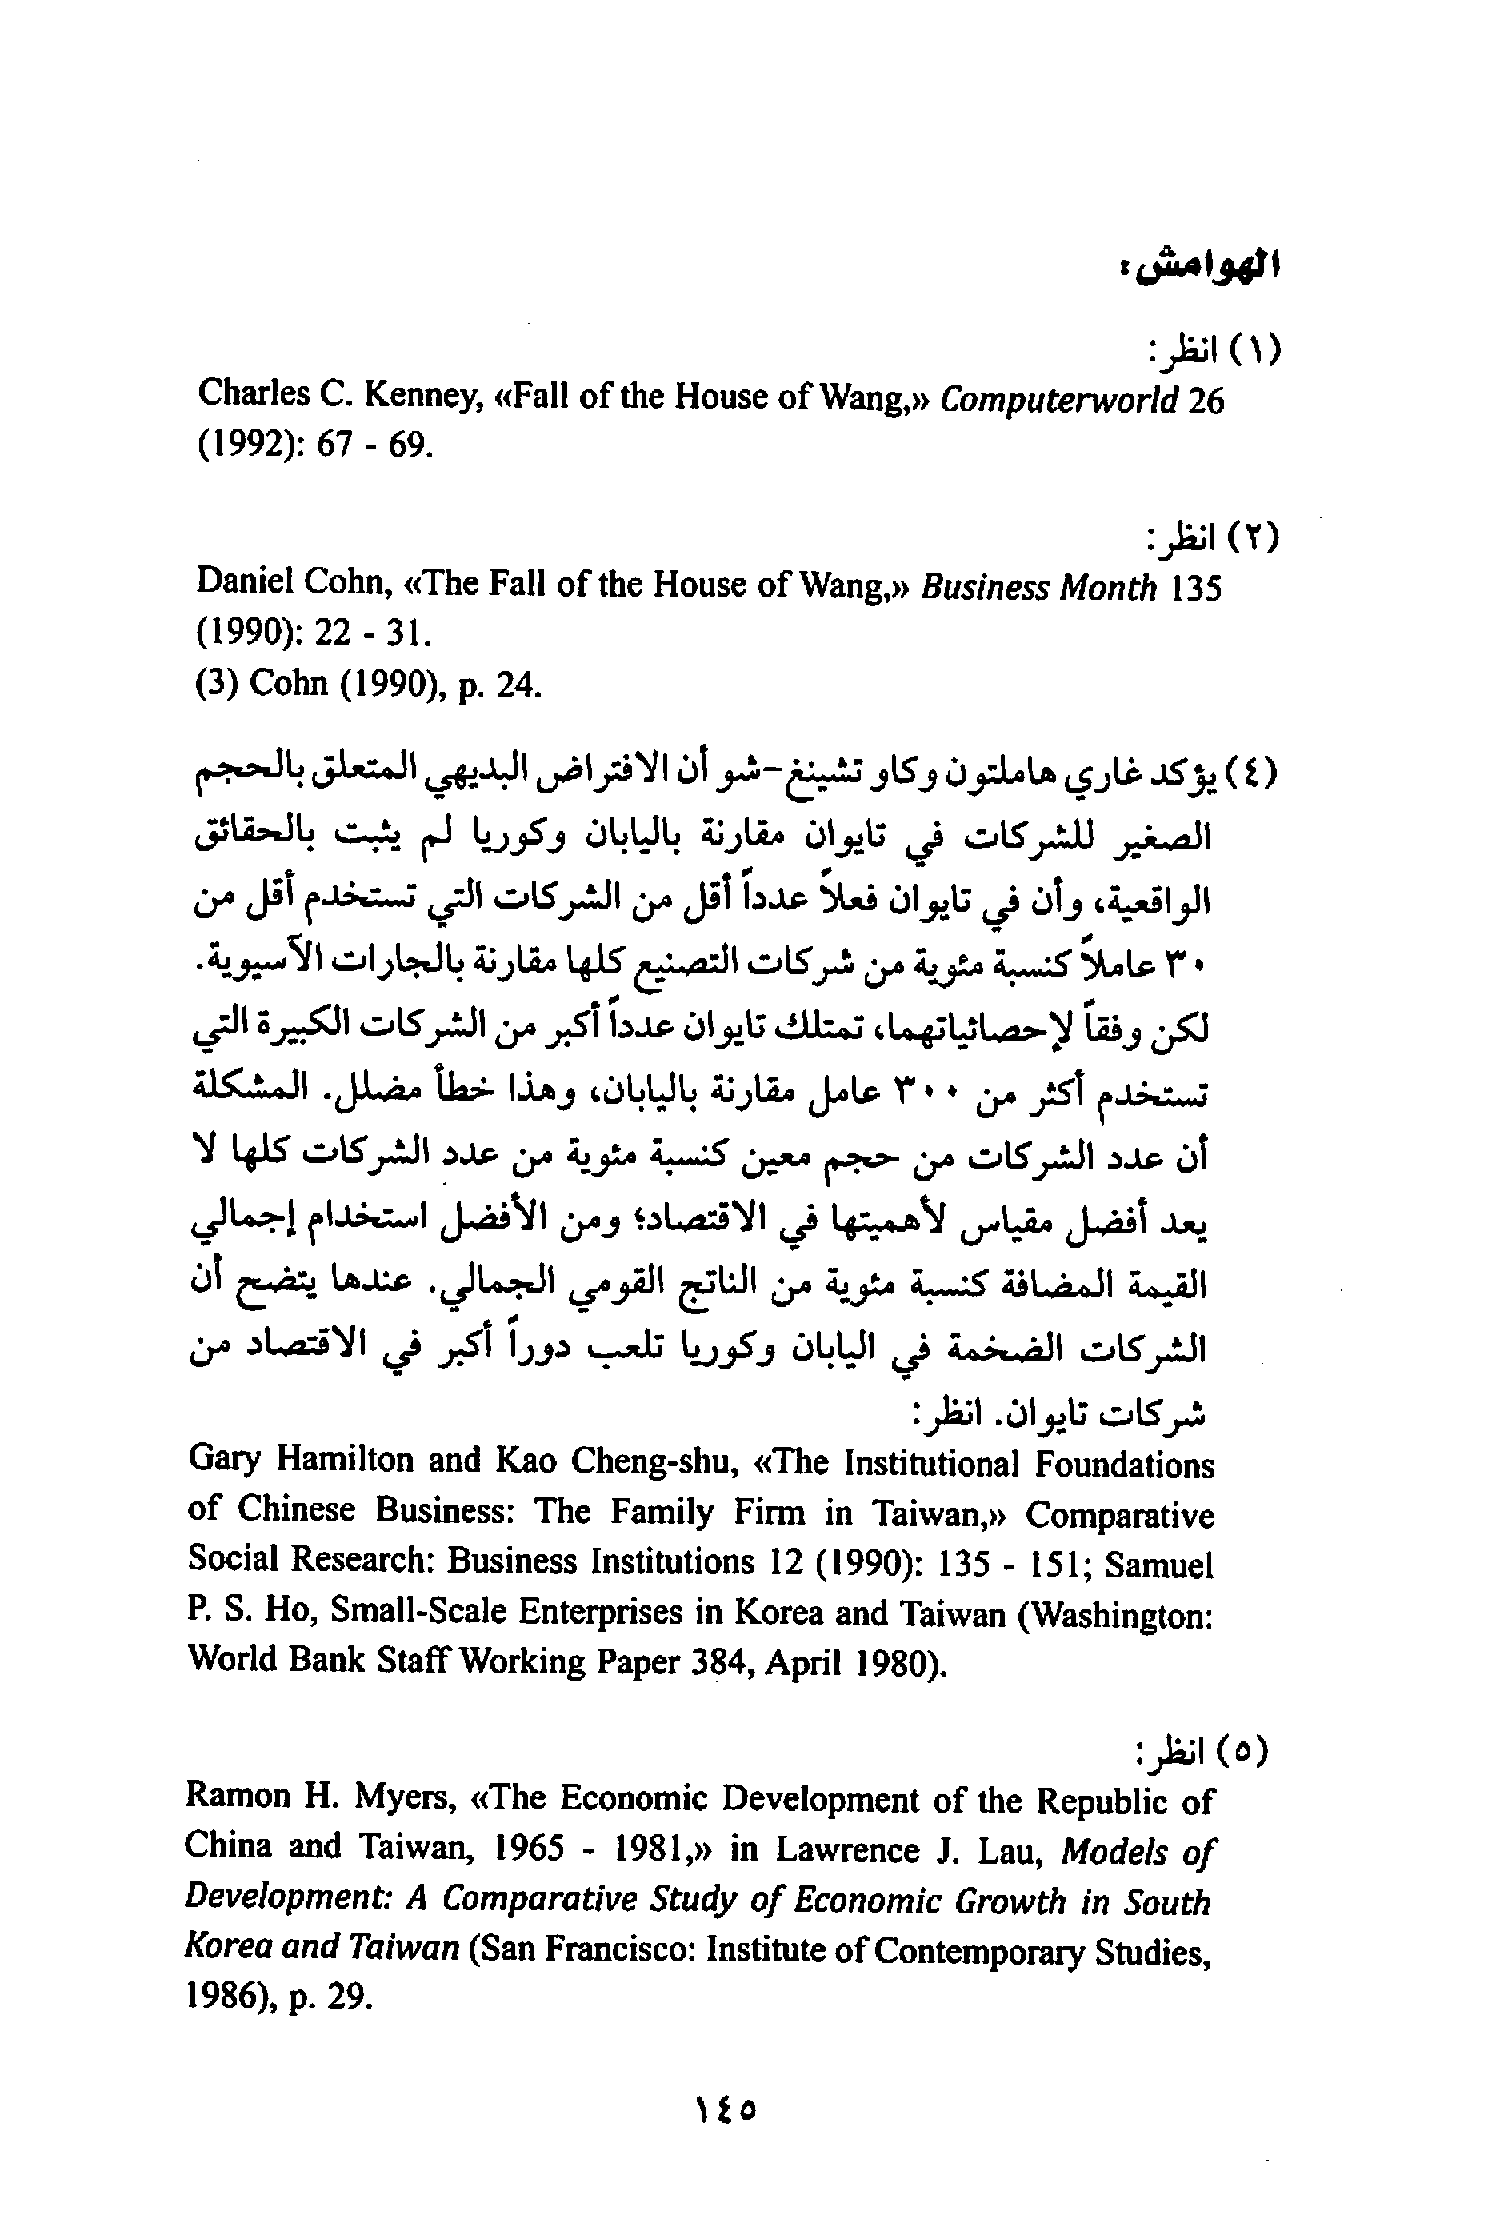 الهوامش:
(١) انظر:
Charles C. Kenney, «Fall of the House of Wang,» Computerworld 26
(1992): 67 - 69.
(٢) انظر:
Daniel Cohn, «The Fall of the House of Wang,» Business Month 135
(1990): 22 - 31.
(3) Cohn (1990), p. 24.
(٤) يؤكد غاري هاملتون وكاو تشينغ-شو أن الافتراض البديهي المتعلق بالحجم
الصغير للشركات في تايوان مقارنة باليابان وكوريا لم يثبت بالحقائق
الواقعية، وأن في تايوان فعلاً عدداً أقل من الشركات التي تستخدم أقل من
٣٠ عاملاً كنسبة مئوية من شركات التصنيع كلها مقارنة بالجارات الآسيوية.
لكن وفقاً لإحصائياتهما، تمتلك تايوان عدداً أكبر من الشركات الكبيرة التي
تستخدم أكثر من ٣٠٠ عامل مقارنة باليابان، وهذا خطأ مضلل. المشكلة
أن عدد الشركات من حجم معين كنسبة مئوية من عدد الشركات كلها لا
يعد أفضل مقياس لأهميتها في الاقتصاد؛ ومن الأفضل استخدام إجمالي
القيمة المضافة كنسبة مئوية من الناتج القومي الجمالي. عندها يتضح أن
الشركات الضخمة في اليابان وكوريا تلعب دوراً أكبر في الاقتصاد من
شركات تايوان. انظر:
Gary Hamilton and Kao Cheng-shu, «The Institutional Foundations
of Chinese Business: The Family Firm in Taiwan,» Comparative
Social Research: Business Institutions 12 (1990): 135 - 151; Samuel
P. S. Ho, Small-Scale Enterprises in Korea and Taiwan (Washington:
World Bank Staff Working Paper 384, April 1980).
(٥) انظر:
Ramon H. Myers, «The Economic Development of the Republic of
China and Taiwan, 1965 - 1981,» in Lawrence J. Lau, Models of
Development: A Comparative Study of Economic Growth in South
Korea and Taiwan (San Francisco: Institute of Contemporary Studies,
1986), p. 29.
١٤٥